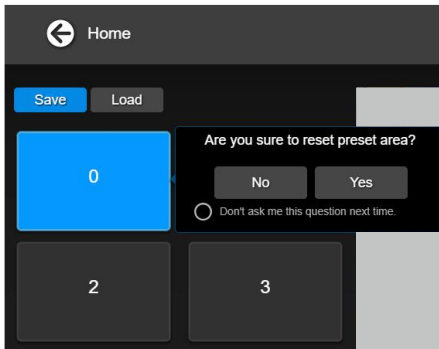 Home
Save Load
Are you sure to reset preset area?
0
No Yes
Don't ask me this question next time.
2 3